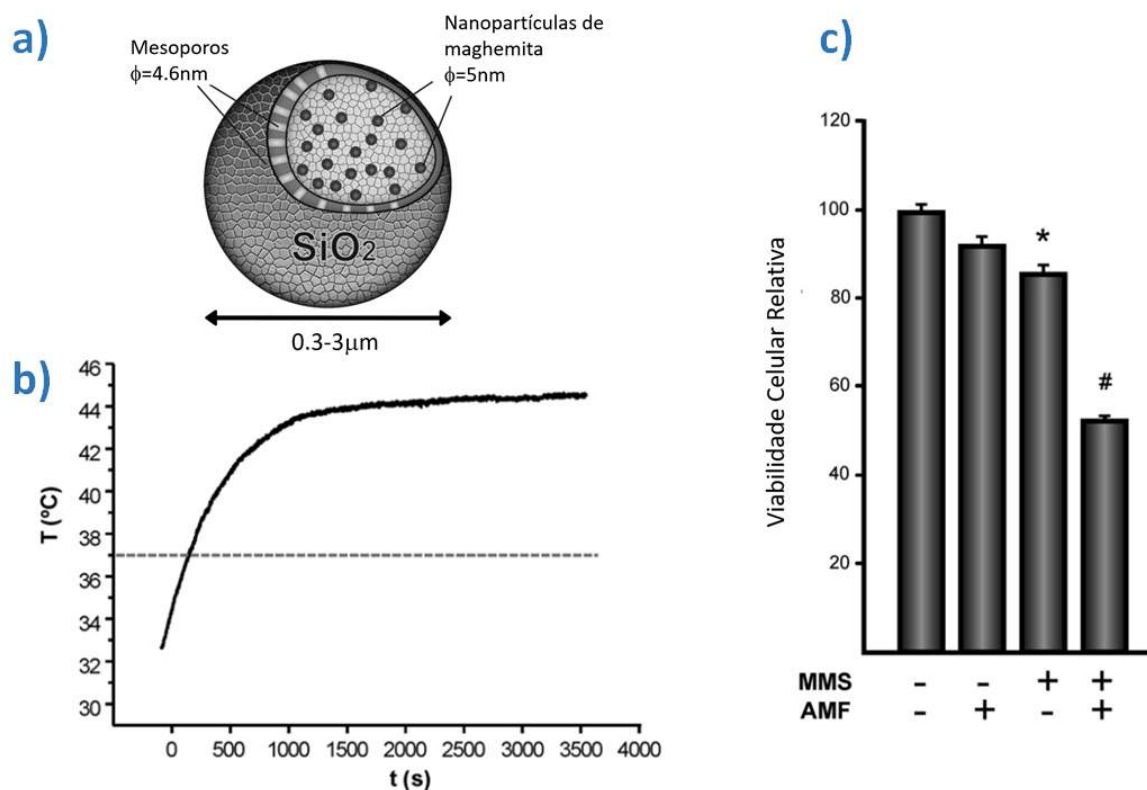 a)
Mesoporos
ϕ=4.6nm
Nanopartículas de
maghemita
ϕ=5nm
SiO₂
0.3-3μm
b)
46
44
42
40
38
36
34
32
30
T (ºC)
0 500 1000 1500 2000 2500 3000 3500 4000
t (s)
c)
120
100
80
60
40
20
Viabilidade Celular Relativa
*
#
MMS - - + +
AMF - + - +